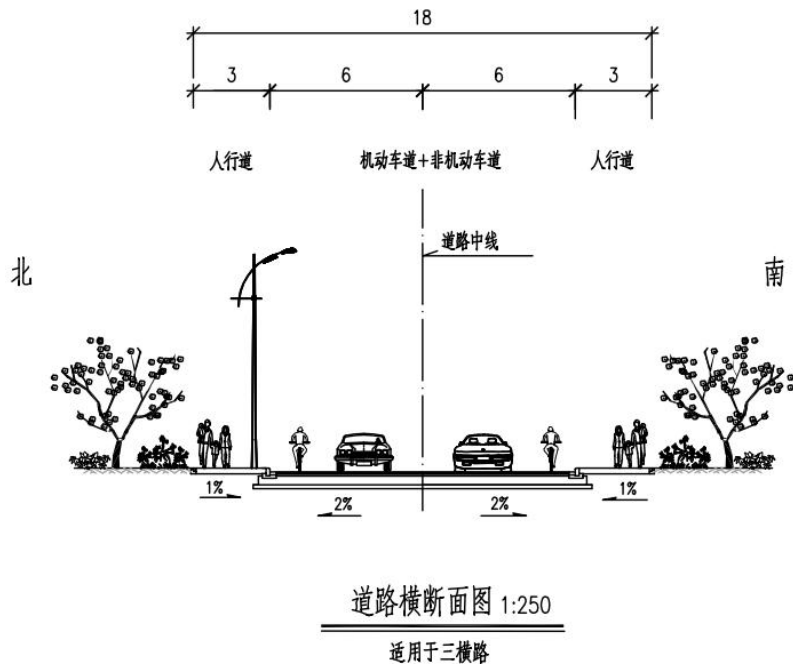 18
3 6 6 3
人行道 机动车道+非机动车道 人行道
道路中线
北 南
1% 2% 2% 1%
道路横断面图 1:250
适用于三横路